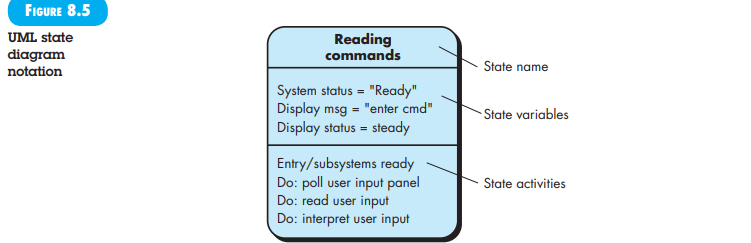 FIGURE 8.5
UML state
diagram
notation
Reading
commands
State name
System status = "Ready"
Display msg = "enter cmd"
Display status = steady
State variables
Entry/subsystems ready
Do: poll user input panel
Do: read user input
Do: interpret user input
State activities